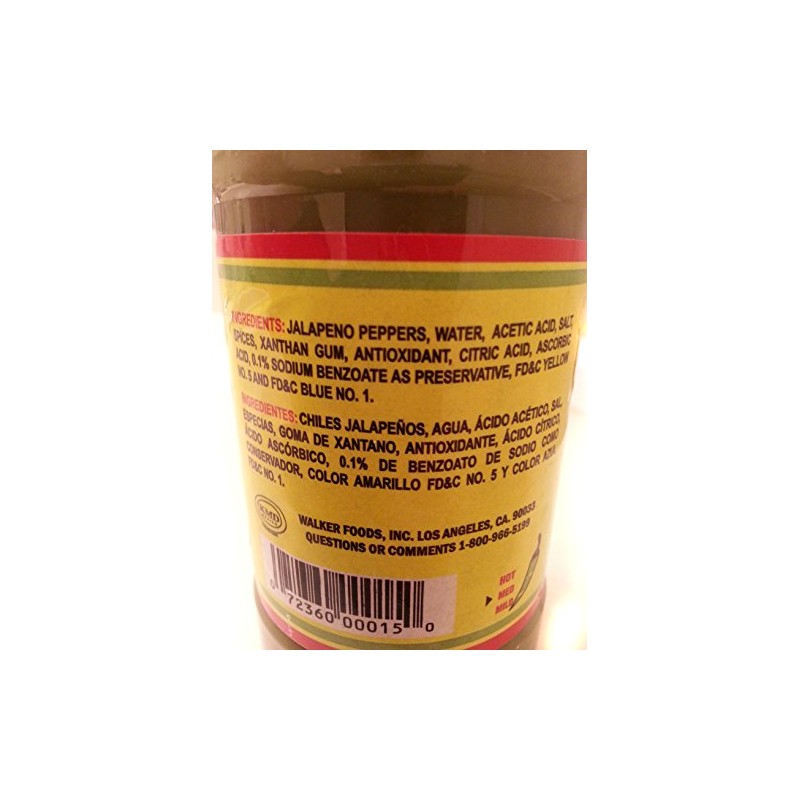 INGREDIENTS: JALAPENO PEPPERS, WATER, ACETIC ACID, SALT,
SPICES, XANTHAN GUM, ANTIOXIDANT, CITRIC ACID, ASCORBIC
ACID, 0.1% SODIUM BENZOATE AS PRESERVATIVE, FD&C YELLOW
NO. 5 AND FD&C BLUE NO. 1.
INGREDIENTES: CHILES JALAPEÑOS, AGUA, ÁCIDO ACÉTICO, SAL,
ESPECIAS, GOMA DE XANTANO, ANTIOXIDANTE, ÁCIDO CÍTRICO,
ÁCIDO ASCÓRBICO, 0.1% DE BENZOATO DE SODIO COMO
CONSERVADOR, COLOR AMARILLO FD&C NO. 5 Y COLOR AZUL
FD&C NO. 1.
KMD
WALKER FOODS, INC. LOS ANGELES, CA. 90033
QUESTIONS OR COMMENTS 1-800-966-5199
HOT
MED
MILD
0 72360 00015 0